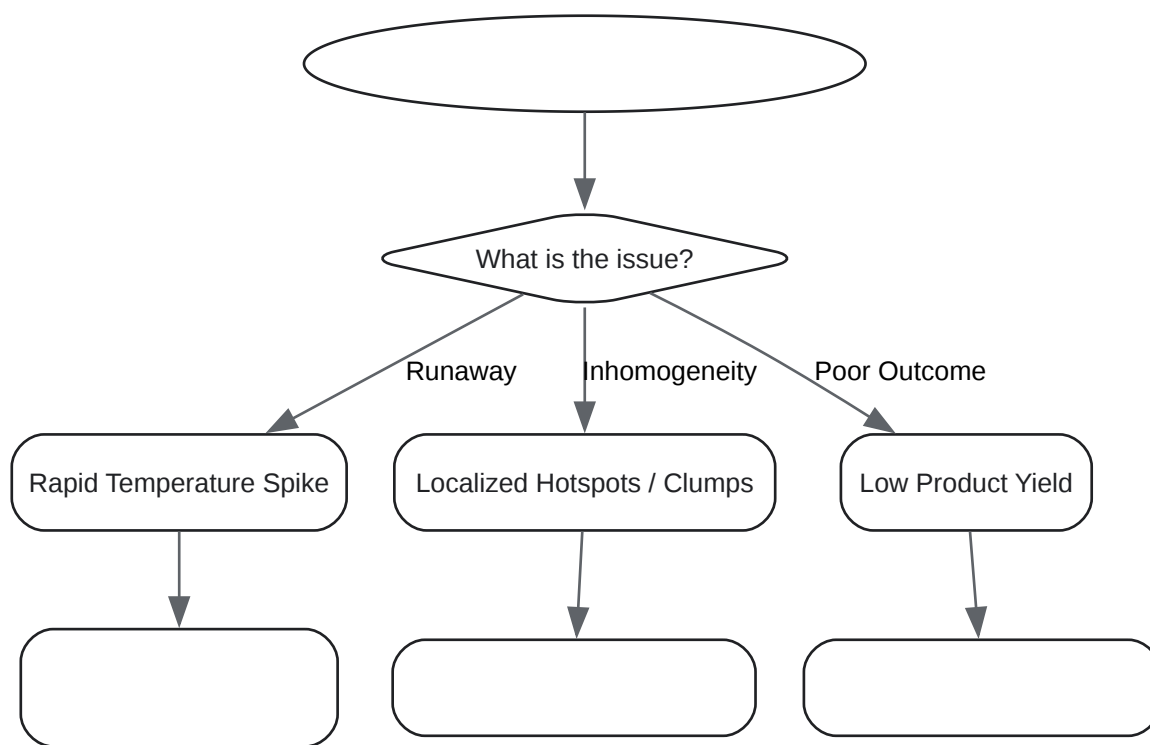 What is the issue?
Runaway
Inhomogeneity
Poor Outcome
Rapid Temperature Spike
Localized Hotspots / Clumps
Low Product Yield